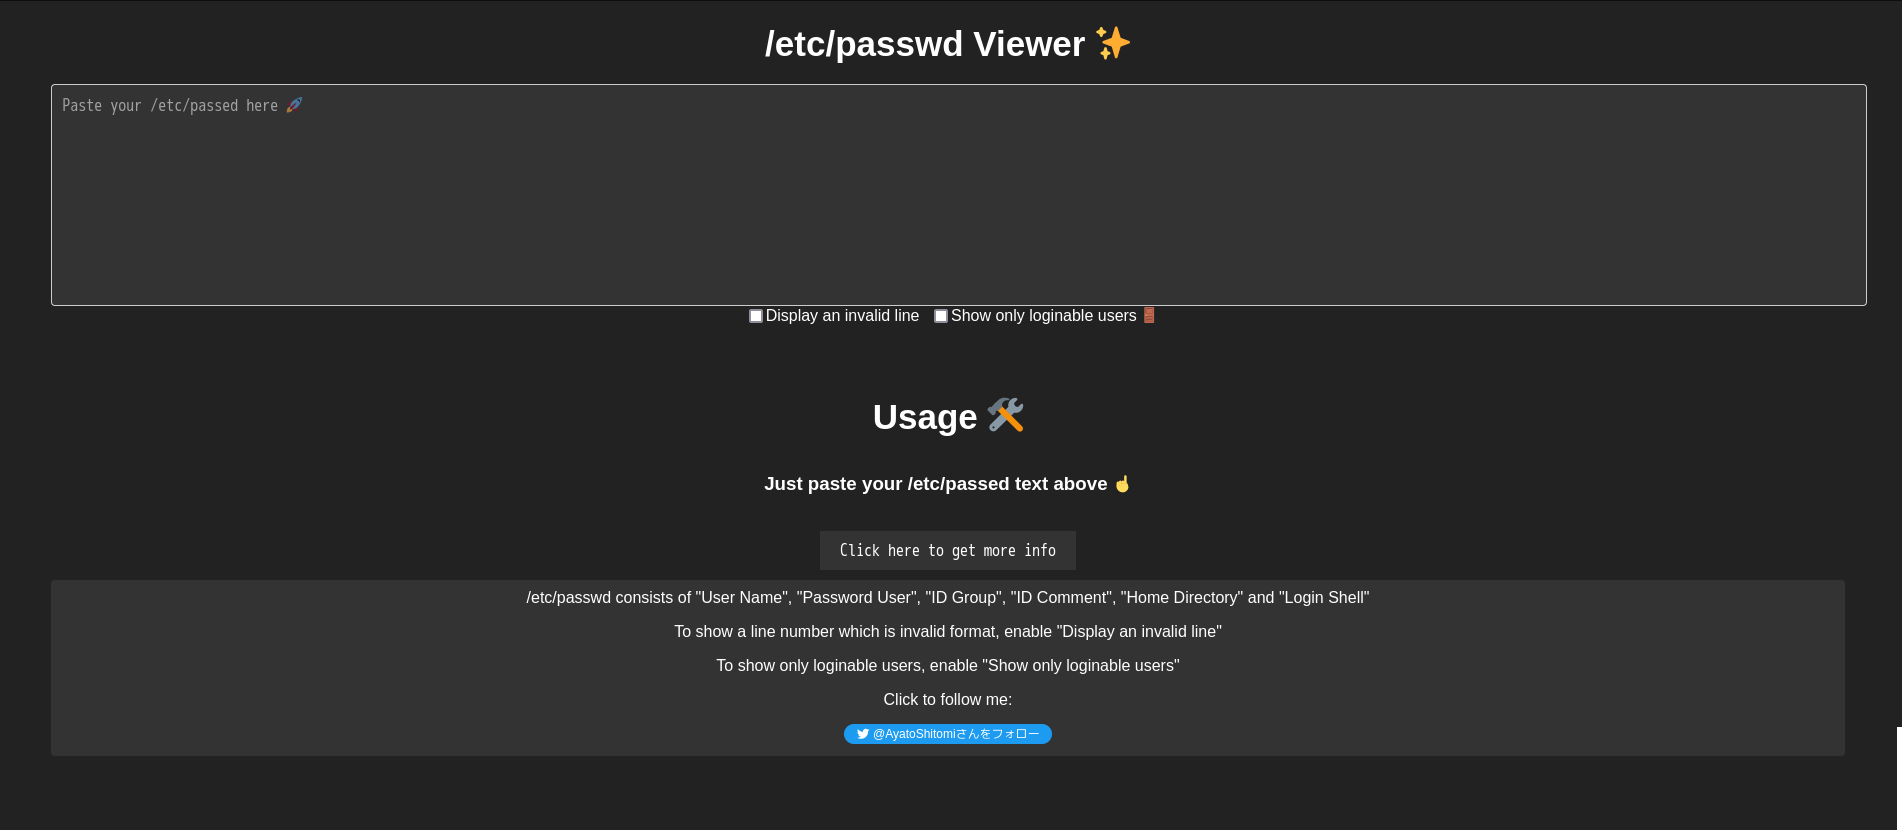 /etc/passwd Viewer ✨
Paste your /etc/passed here 🚀
Display an invalid line Show only loginable users 🚪
Usage 🛠️
Just paste your /etc/passed text above ☝️
Click here to get more info
/etc/passwd consists of "User Name", "Password User", "ID Group", "ID Comment", "Home Directory" and "Login Shell"
To show a line number which is invalid format, enable "Display an invalid line"
To show only loginable users, enable "Show only loginable users"
Click to follow me:
@AyatoShitomiさんをフォロー